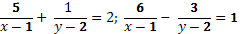 5/(x − 1) + 1/(y − 2) = 2; 6/(x − 1) − 3/(y − 2) = 1